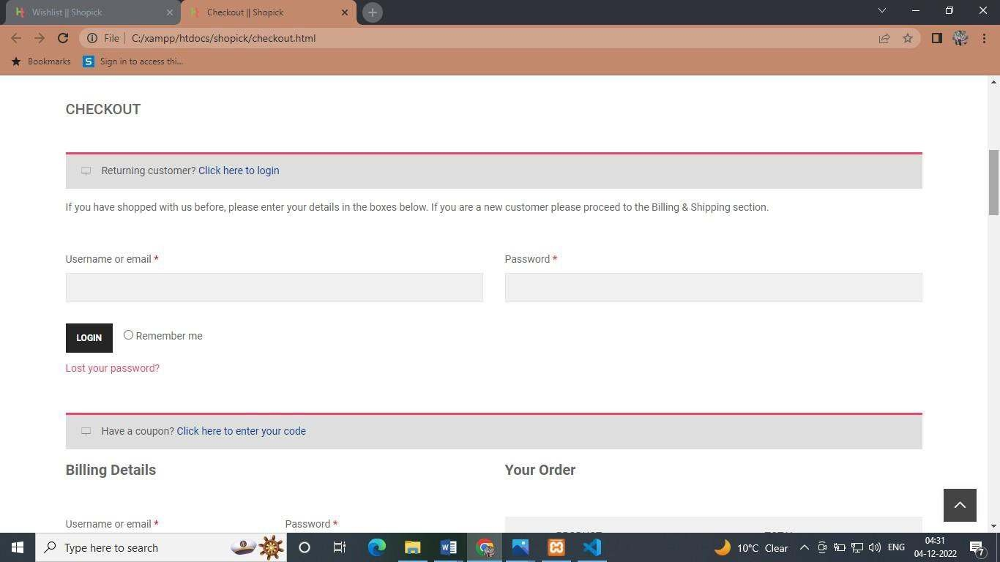 Wishlist || Shopick
Checkout || Shopick
File
C:/xampp/htdocs/shopick/checkout.html
Bookmarks
Sign in to access thi...
CHECKOUT
Returning customer? Click here to login
If you have shopped with us before, please enter your details in the boxes below. If you are a new customer please proceed to the Billing & Shipping section.
Username or email *
Password *
LOGIN
Remember me
Lost your password?
Have a coupon? Click here to enter your code
Billing Details
Your Order
Username or email *
Password *
PRODUCT
TOTAL
Type here to search
10°C Clear
ENG
04:31
04-12-2022
7